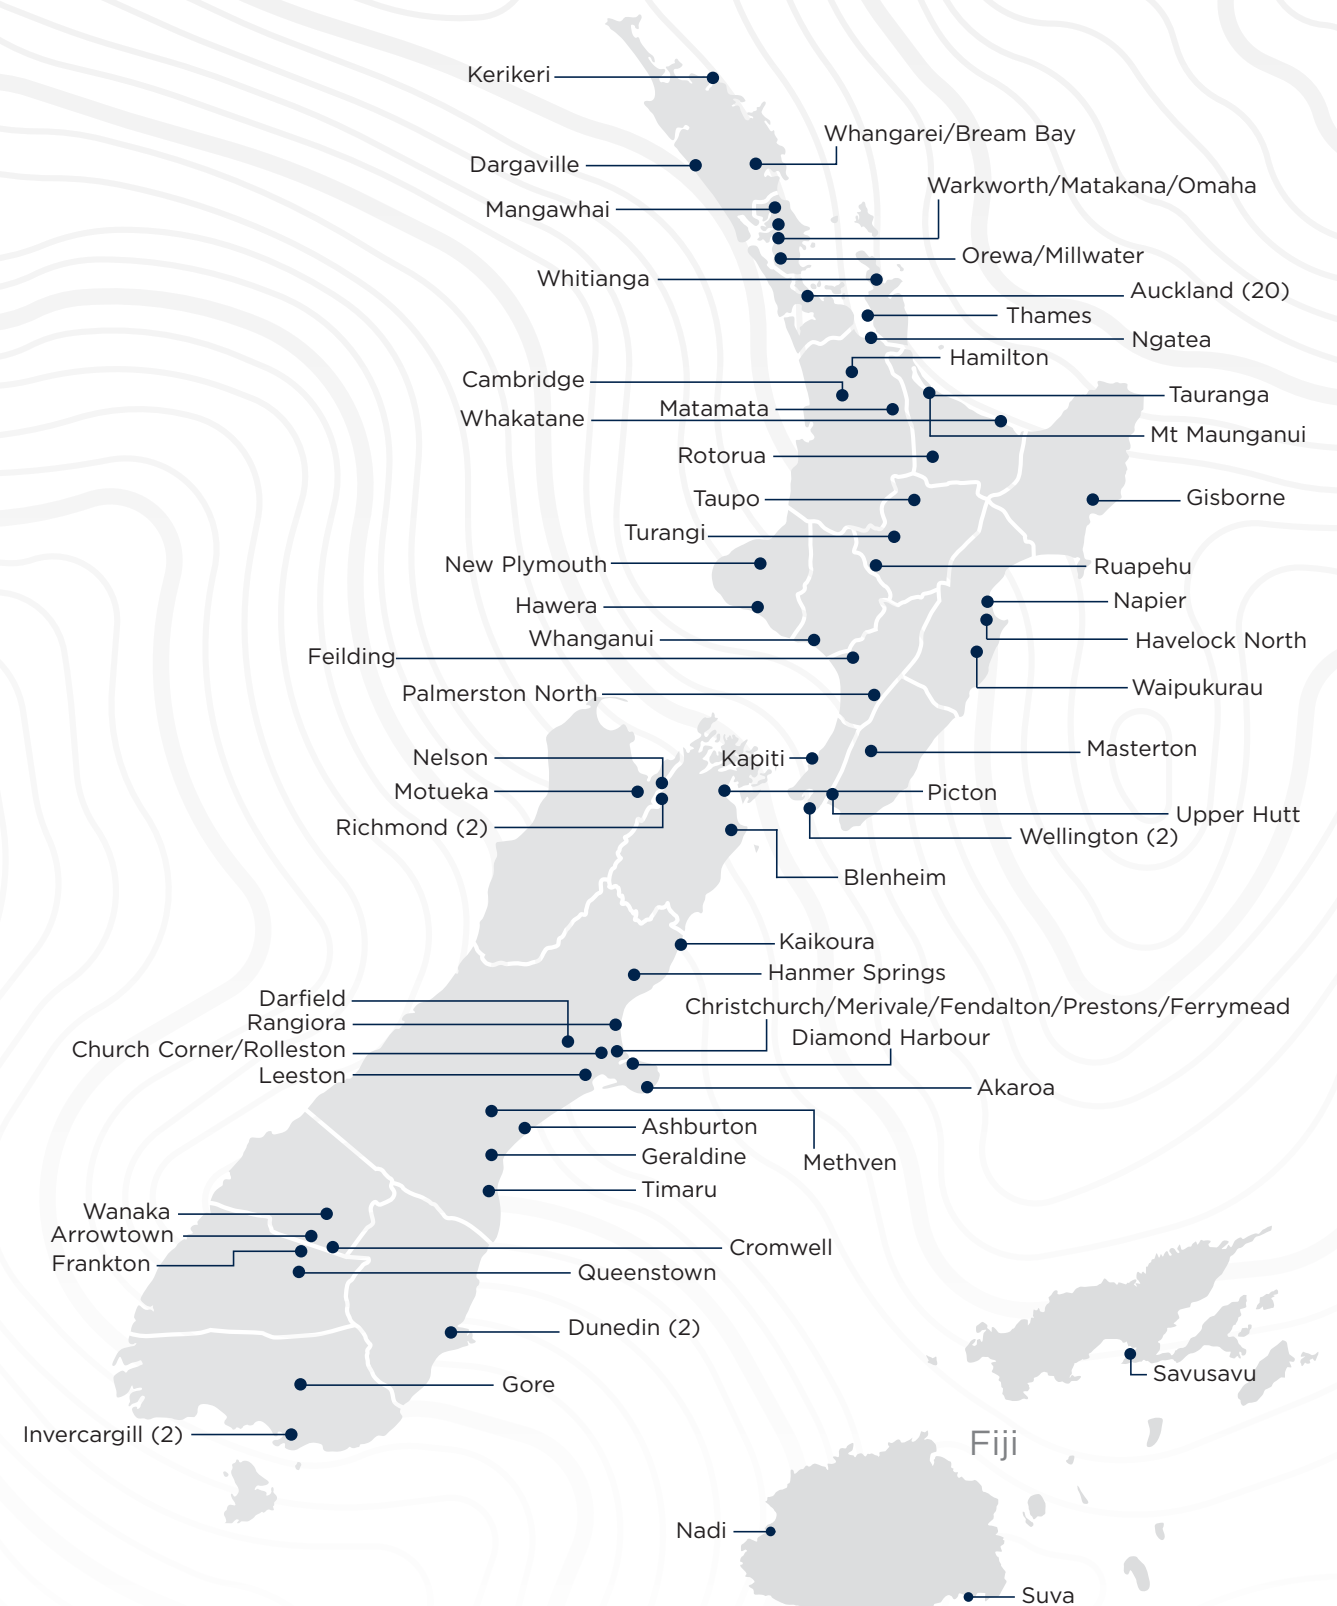 Kerikeri
Whangarei/Bream Bay
Dargaville
Warkworth/Matakana/Omaha
Mangawhai
Orewa/Millwater
Whitianga
Auckland (20)
Thames
Ngatea
Hamilton
Cambridge
Tauranga
Matamata
Whakatane
Mt Maunganui
Rotorua
Taupo
Gisborne
Turangi
New Plymouth
Ruapehu
Napier
Hawera
Whanganui
Havelock North
Feilding
Waipukurau
Palmerston North
Masterton
Nelson
Kapiti
Motueka
Picton
Upper Hutt
Richmond (2)
Wellington (2)
Blenheim
Kaikoura
Hanmer Springs
Darfield
Christchurch/Merivale/Fendalton/Prestons/Ferrymead
Rangiora
Diamond Harbour
Church Corner/Rolleston
Leeston
Akaroa
Ashburton
Geraldine
Methven
Timaru
Wanaka
Arrowtown
Cromwell
Frankton
Queenstown
Dunedin (2)
Savusavu
Gore
Invercargill (2)
Fiji
Nadi
Suva